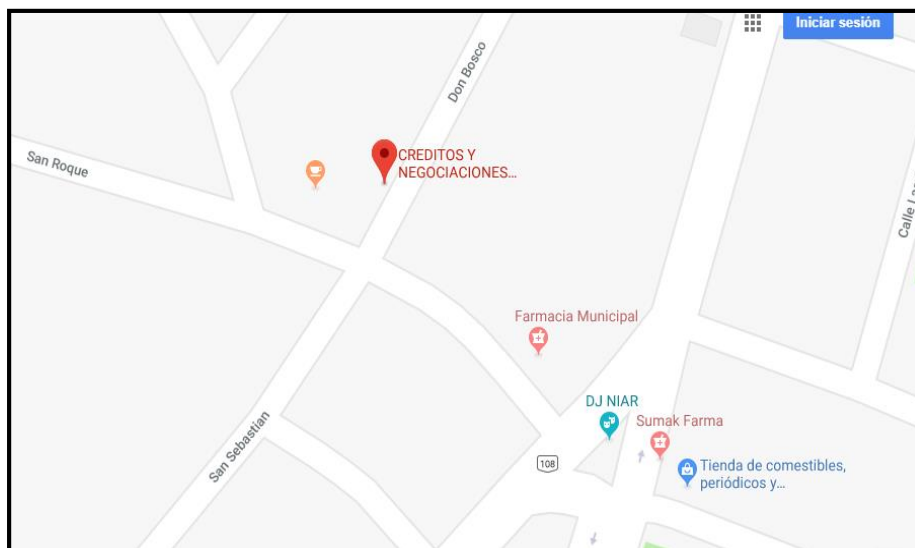 Iniciar sesión
Don Bosco
San Roque
CREDITOS Y
NEGOCIACIONES...
Farmacia Municipal
DJ NIAR
Sumak Farma
San Sebastian
108
Tienda de comestibles,
periódicos y...
Calle